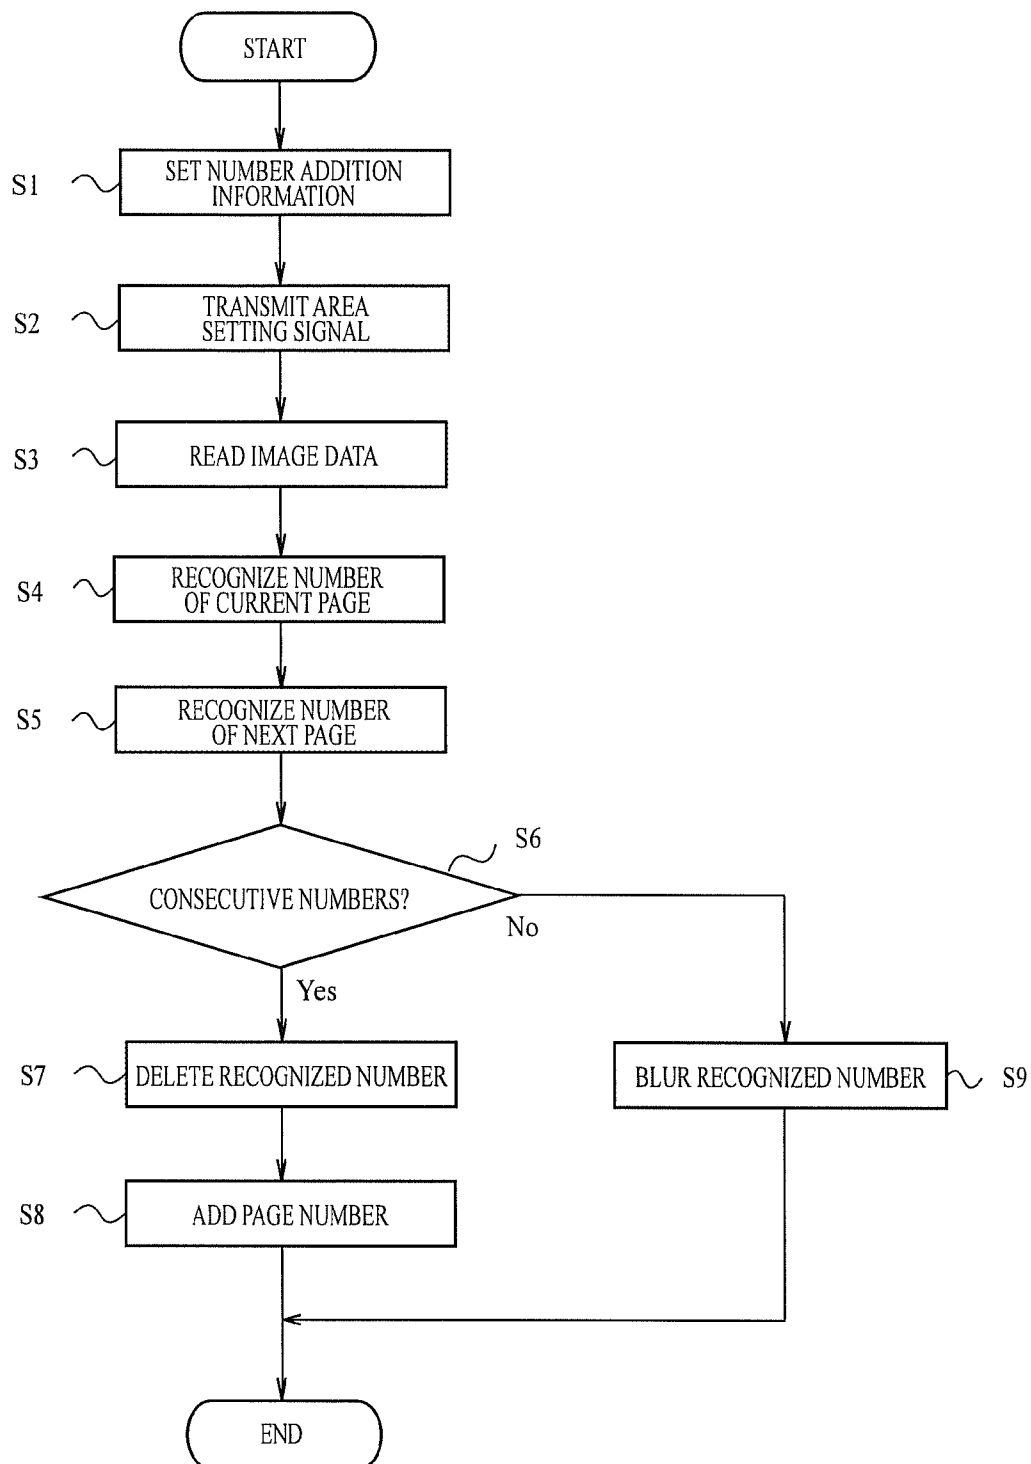 START
S1
SET NUMBER ADDITION
INFORMATION
S2
TRANSMIT AREA
SETTING SIGNAL
S3
READ IMAGE DATA
S4
RECOGNIZE NUMBER
OF CURRENT PAGE
S5
RECOGNIZE NUMBER
OF NEXT PAGE
S6
CONSECUTIVE NUMBERS?
No
Yes
S7
DELETE RECOGNIZED NUMBER
BLUR RECOGNIZED NUMBER
S9
S8
ADD PAGE NUMBER
END